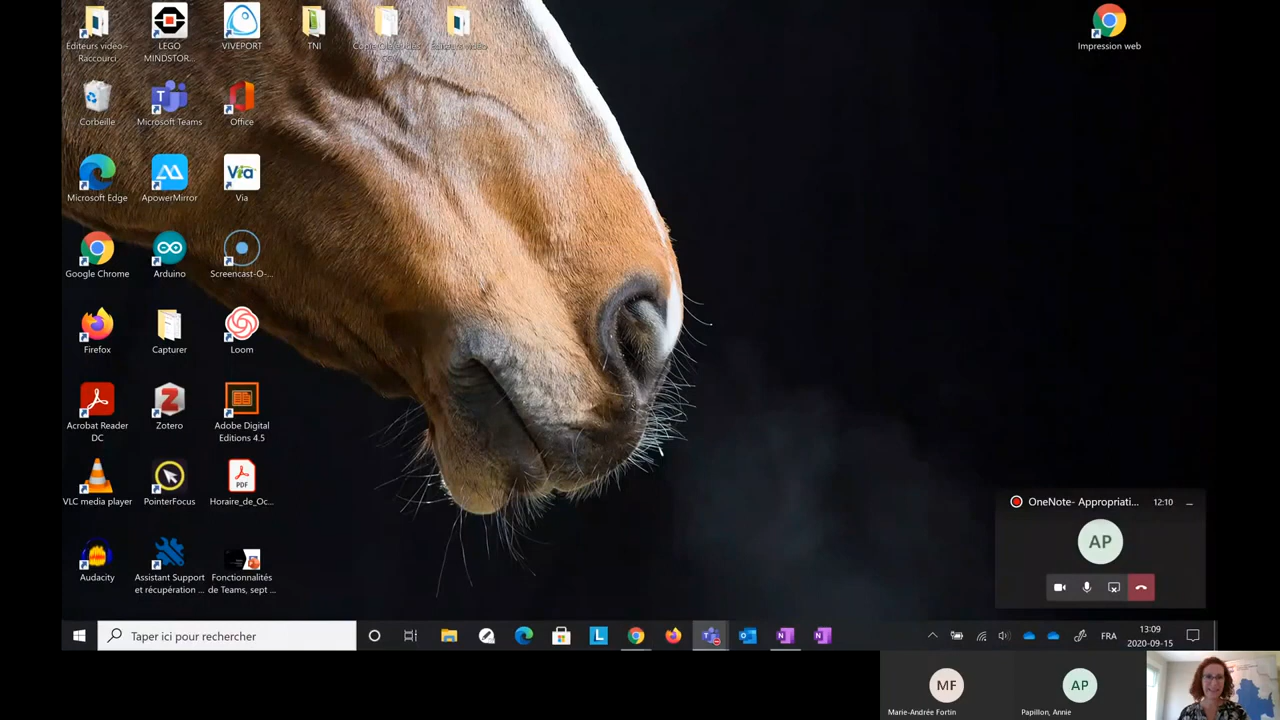 Éditeurs vidéo -
Raccourci
LEGO
MINDSTOR...
VIVEPORT
TNI
Impression web
Corbeille
Microsoft Teams
Office
Microsoft Edge
ApowerMirror
Via
Via
Google Chrome
Arduino
Screencast-O-...
Firefox
Capturer
Loom
Acrobat Reader
DC
Zotero
Adobe Digital
Editions 4.5
VLC media player
PointerFocus
PDF
Horaire_de_Oc...
Audacity
Assistant Support
et récupération ...
Fonctionnalités
de Teams, sept ...
OneNote- Appropriati...
12:10
AP
Taper ici pour rechercher
FRA
13:09
2020-09-15
MF
Marie-Andrée Fortin
AP
Papillon, Annie